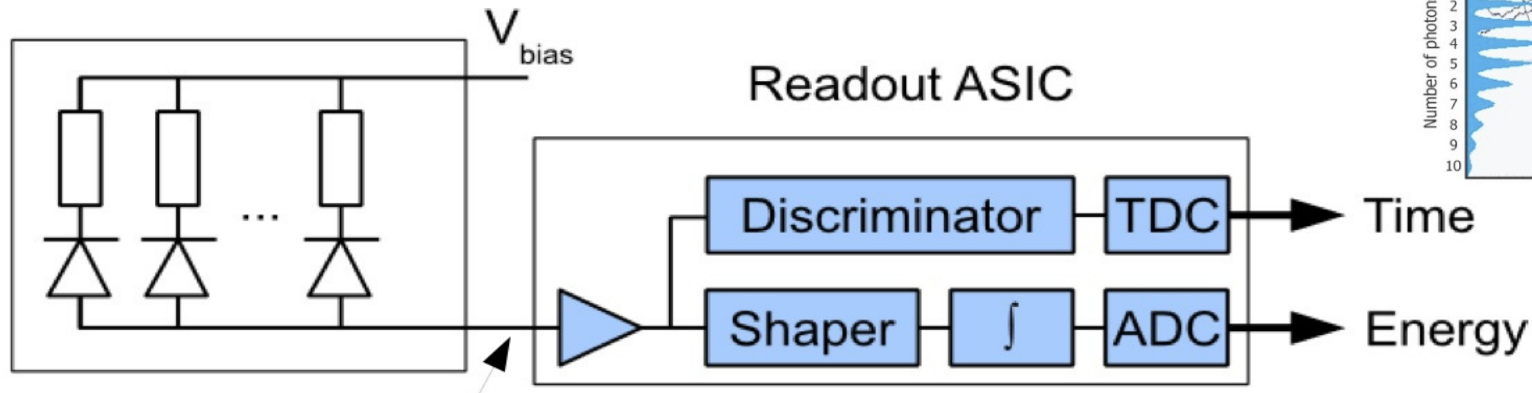 V
bias
Readout ASIC
...
Discriminator
TDC
Time
Shaper
∫
ADC
Energy
Number of photon
2
3
4
5
6
7
8
9
10